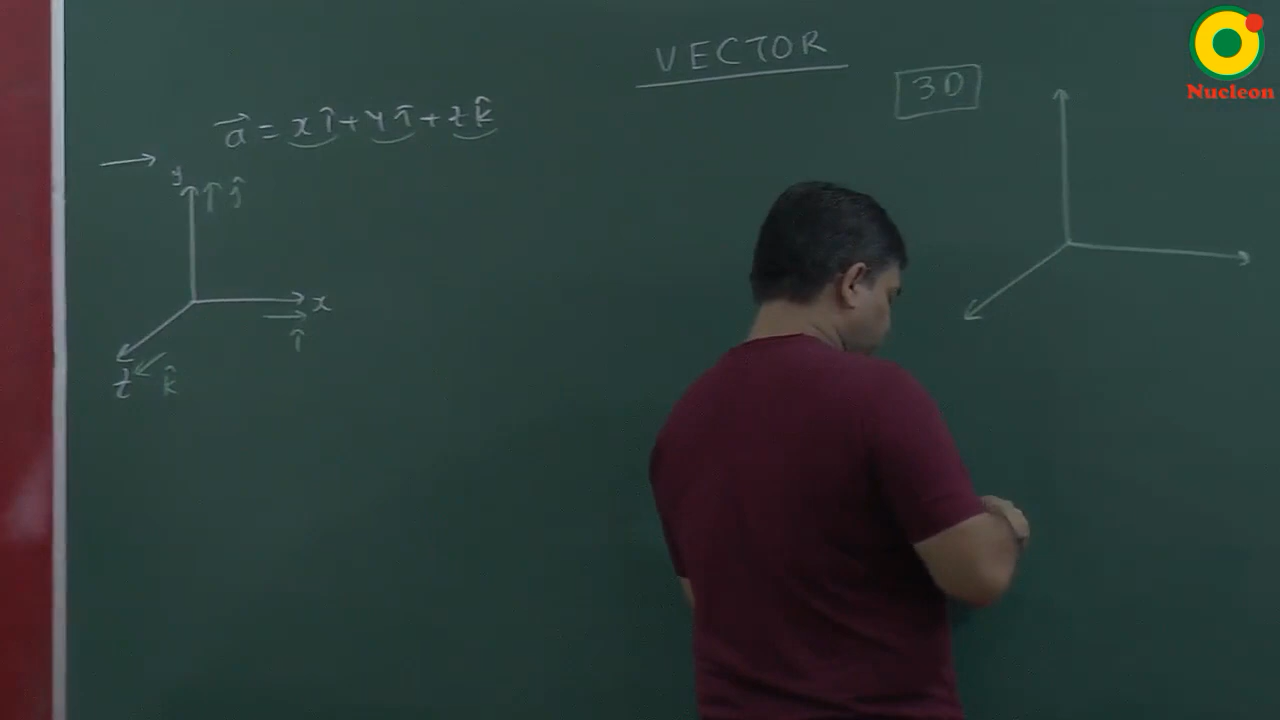 VECTOR
3D
Nucleon
a⃗ = x î + y ĵ + z k̂
y
ĵ
x
î
z
k̂